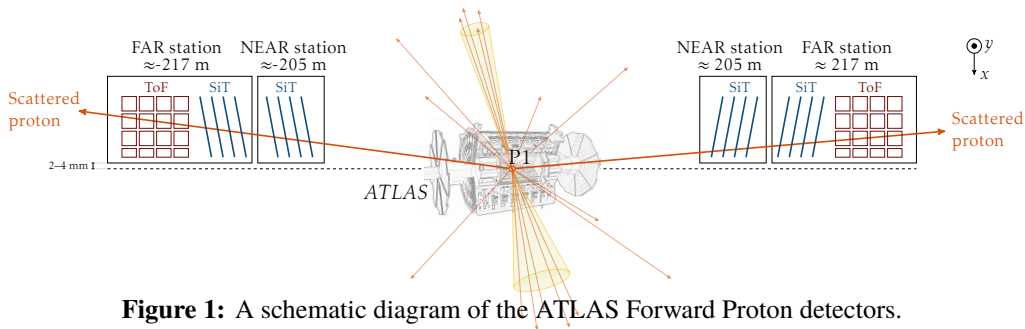 FAR station
≈-217 m
NEAR station
≈-205 m
ToF
SiT
SiT
Scattered
proton
2–4 mm
P1
ATLAS
NEAR station
≈ 205 m
FAR station
≈ 217 m
SiT
SiT
ToF
y
x
Scattered
proton
Figure 1: A schematic diagram of the ATLAS Forward Proton detectors.